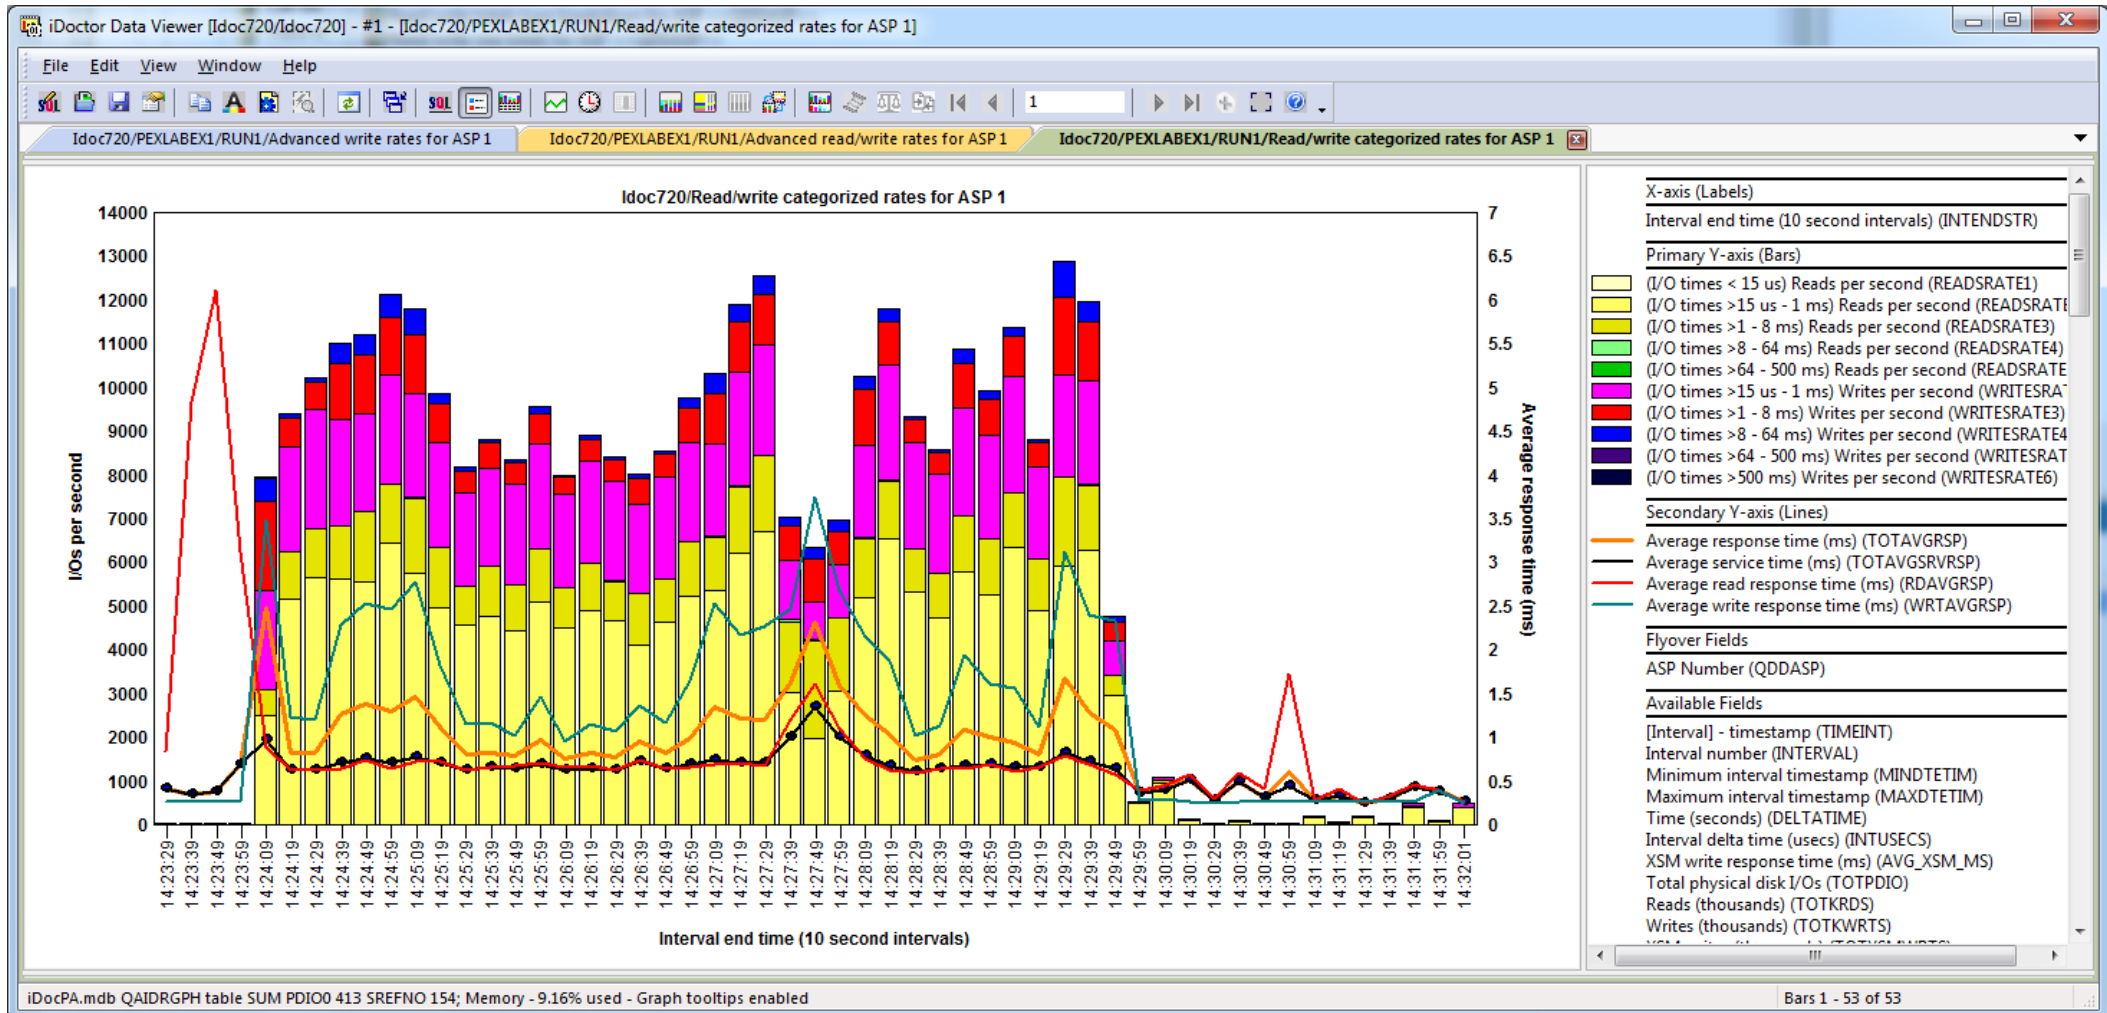 iDoctor Data Viewer [Idoc720/Idoc720] - #1 - [Idoc720/PEXLABEX1/RUN1/Read/write categorized rates for ASP 1]
File Edit View Window Help
SQL SQL 1
Idoc720/PEXLABEX1/RUN1/Advanced write rates for ASP 1 Idoc720/PEXLABEX1/RUN1/Advanced read/write rates for ASP 1 Idoc720/PEXLABEX1/RUN1/Read/write categorized rates for ASP 1
Idoc720/Read/write categorized rates for ASP 1
14000
13000
12000
11000
10000
9000
8000
7000
6000
5000
4000
3000
2000
1000
0
I/Os per second
7
6.5
6
5.5
5
4.5
4
3.5
3
2.5
2
1.5
1
0.5
0
Average response time (ms)
14:23:29
14:23:39
14:23:49
14:23:59
14:24:09
14:24:19
14:24:29
14:24:39
14:24:49
14:24:59
14:25:09
14:25:19
14:25:29
14:25:39
14:25:49
14:25:59
14:26:09
14:26:19
14:26:29
14:26:39
14:26:49
14:26:59
14:27:09
14:27:19
14:27:29
14:27:39
14:27:49
14:27:59
14:28:09
14:28:19
14:28:29
14:28:39
14:28:49
14:28:59
14:29:09
14:29:19
14:29:29
14:29:39
14:29:49
14:29:59
14:30:09
14:30:19
14:30:29
14:30:39
14:30:49
14:30:59
14:31:09
14:31:19
14:31:29
14:31:39
14:31:49
14:31:59
14:32:01
Interval end time (10 second intervals)
X-axis (Labels)
Interval end time (10 second intervals) (INTENDSTR)
Primary Y-axis (Bars)
(I/O times < 15 us) Reads per second (READSRATE1)
(I/O times >15 us - 1 ms) Reads per second (READSRATE
(I/O times >1 - 8 ms) Reads per second (READSRATE3)
(I/O times >8 - 64 ms) Reads per second (READSRATE4)
(I/O times >64 - 500 ms) Reads per second (READSRATE
(I/O times >15 us - 1 ms) Writes per second (WRITESRAT
(I/O times >1 - 8 ms) Writes per second (WRITESRATE3)
(I/O times >8 - 64 ms) Writes per second (WRITESRATE4
(I/O times >64 - 500 ms) Writes per second (WRITESRAT
(I/O times >500 ms) Writes per second (WRITESRATE6)
Secondary Y-axis (Lines)
Average response time (ms) (TOTAVGRSP)
Average service time (ms) (TOTAVGSRVRSP)
Average read response time (ms) (RDAVGRSP)
Average write response time (ms) (WRTAVGRSP)
Flyover Fields
ASP Number (QDDASP)
Available Fields
[Interval] - timestamp (TIMEINT)
Interval number (INTERVAL)
Minimum interval timestamp (MINDTETIM)
Maximum interval timestamp (MAXDTETIM)
Time (seconds) (DELTATIME)
Interval delta time (usecs) (INTUSECS)
XSM write response time (ms) (AVG_XSM_MS)
Total physical disk I/Os (TOTPDIO)
Reads (thousands) (TOTKRDS)
Writes (thousands) (TOTKWRTS)
iDocPA.mdb QAIDRGPH table SUM PDIO0 413 SREFNO 154; Memory - 9.16% used - Graph tooltips enabled
Bars 1 - 53 of 53